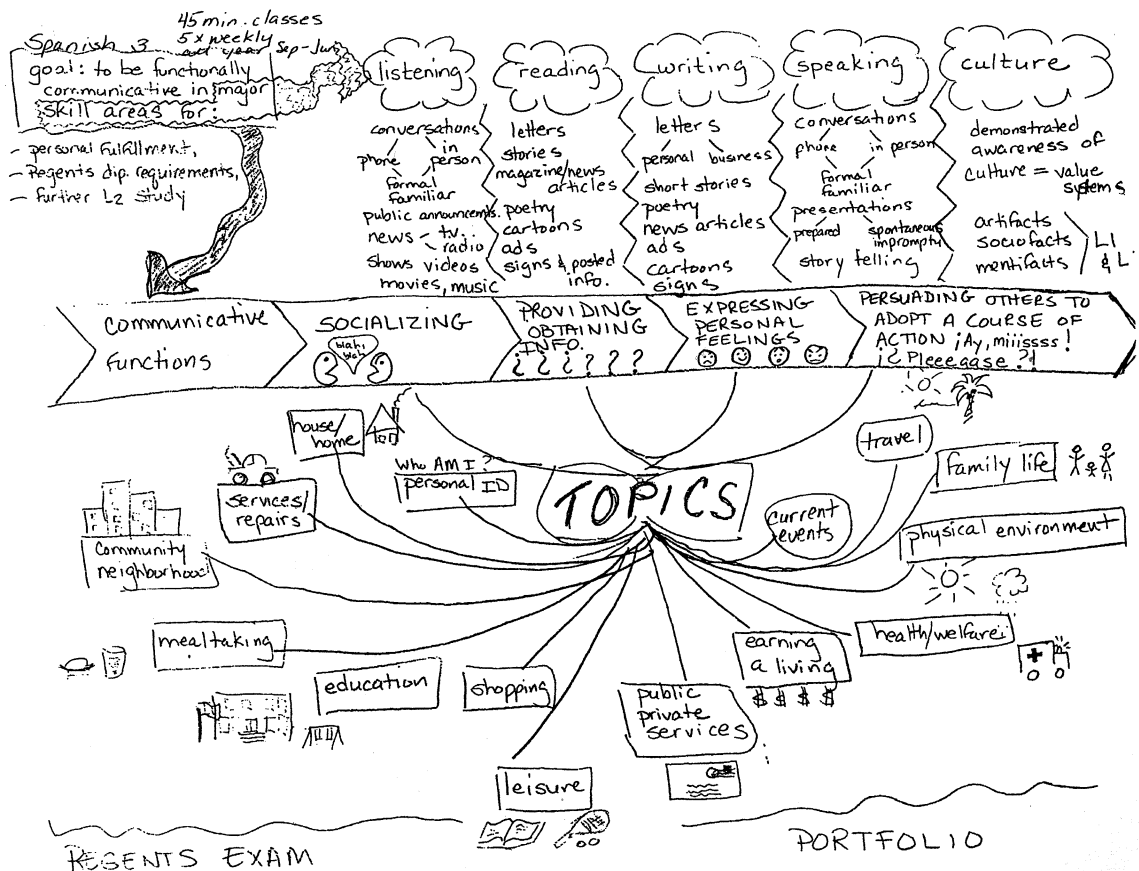 45 min. classes
5x weekly
Sep-June
Spanish 3
goal: to be functionally
communicative in major
skill areas for:
- personal fulfillment,
- Regents dip. requirements,
- further L2 study
listening
conversations
phone in person
formal
familiar
public announcmts.
news - t.v.
radio
shows videos
movies, music
reading
letters
stories
magazine/news
articles
poetry
cartoons
ads
signs & posted
info.
writing
letters
personal business
short stories
poetry
news articles
ads
cartoons
signs
speaking
conversations
phone in person
formal
familiar
presentations
prepared spontaneous
impromptu
story telling
culture
demonstrated
awareness of
culture = value
systems
artifacts
sociofacts
mentifacts
L1
& L
communicative
functions
SOCIALIZING
blah,
blah
PROVIDING
OBTAINING
INFO.
¿ ¿ ¿ ? ? ?
EXPRESSING
PERSONAL
FEELINGS
PERSUADING OTHERS TO
ADOPT A COURSE OF
ACTION ¡Ay, miiissss!
¡¿ Pleeeease?!
TOPICS
house/
home
Who AM I?
personal ID
services/
repairs
community
neighbourhood
mealtaking
education
shopping
leisure
public
private
services
earning
a living
$ $ $ $
health/welfare
physical environment
family life
travel
current
events
REGENTS EXAM
PORTFOLIO